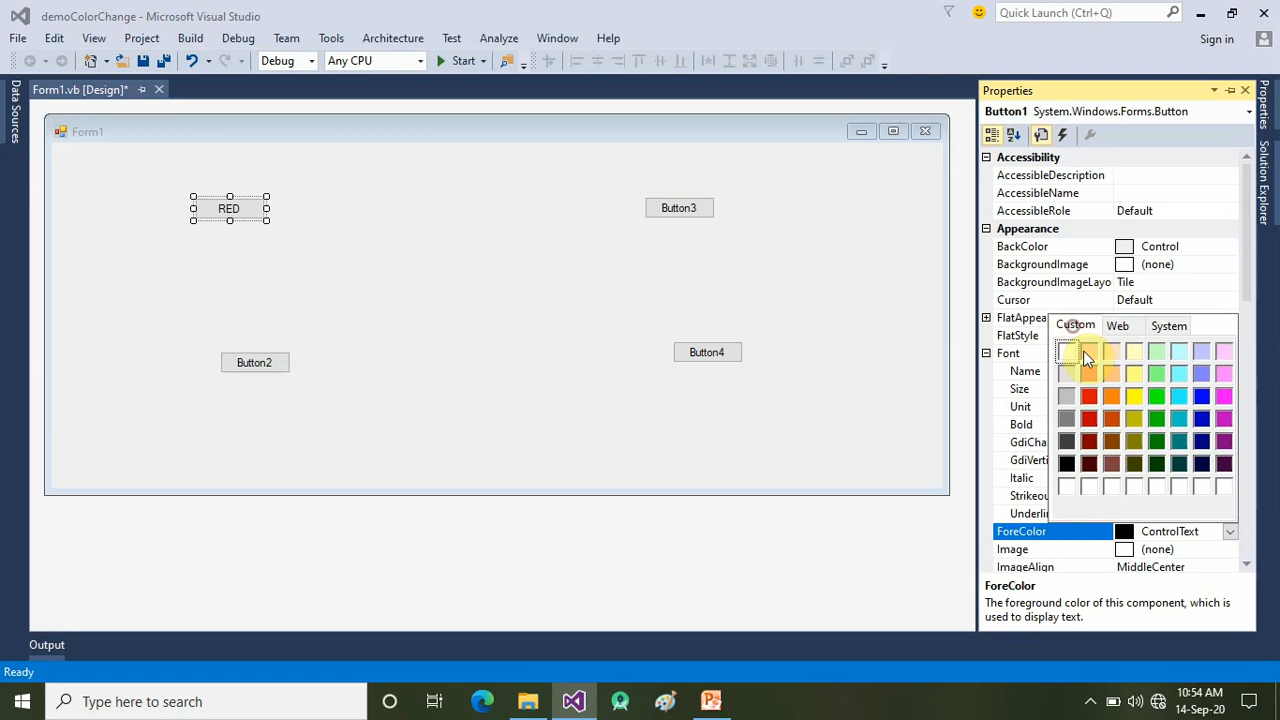 demoColorChange - Microsoft Visual Studio
Quick Launch (Ctrl+Q)
File Edit View Project Build Debug Team Tools Architecture Test Analyze Window Help
Sign in
Debug Any CPU Start
Data Sources
Form1.vb [Design]*
Form1
RED
Button3
Button2
Button4
Properties
Button1 System.Windows.Forms.Button
Accessibility
AccessibleDescription
AccessibleName
AccessibleRole Default
Appearance
BackColor Control
BackgroundImage (none)
BackgroundImageLayo Tile
Cursor Default
FlatAppea
FlatStyle
Custom Web System
Font
Name
Size
Unit
Bold
GdiCha
GdiVerti
Italic
Strikeou
Underlin
ForeColor ControlText
Image (none)
ImageAlign MiddleCenter
ForeColor
The foreground color of this component, which is
used to display text.
Properties
Solution Explorer
Output
Ready
Type here to search
10:54 AM
14-Sep-20